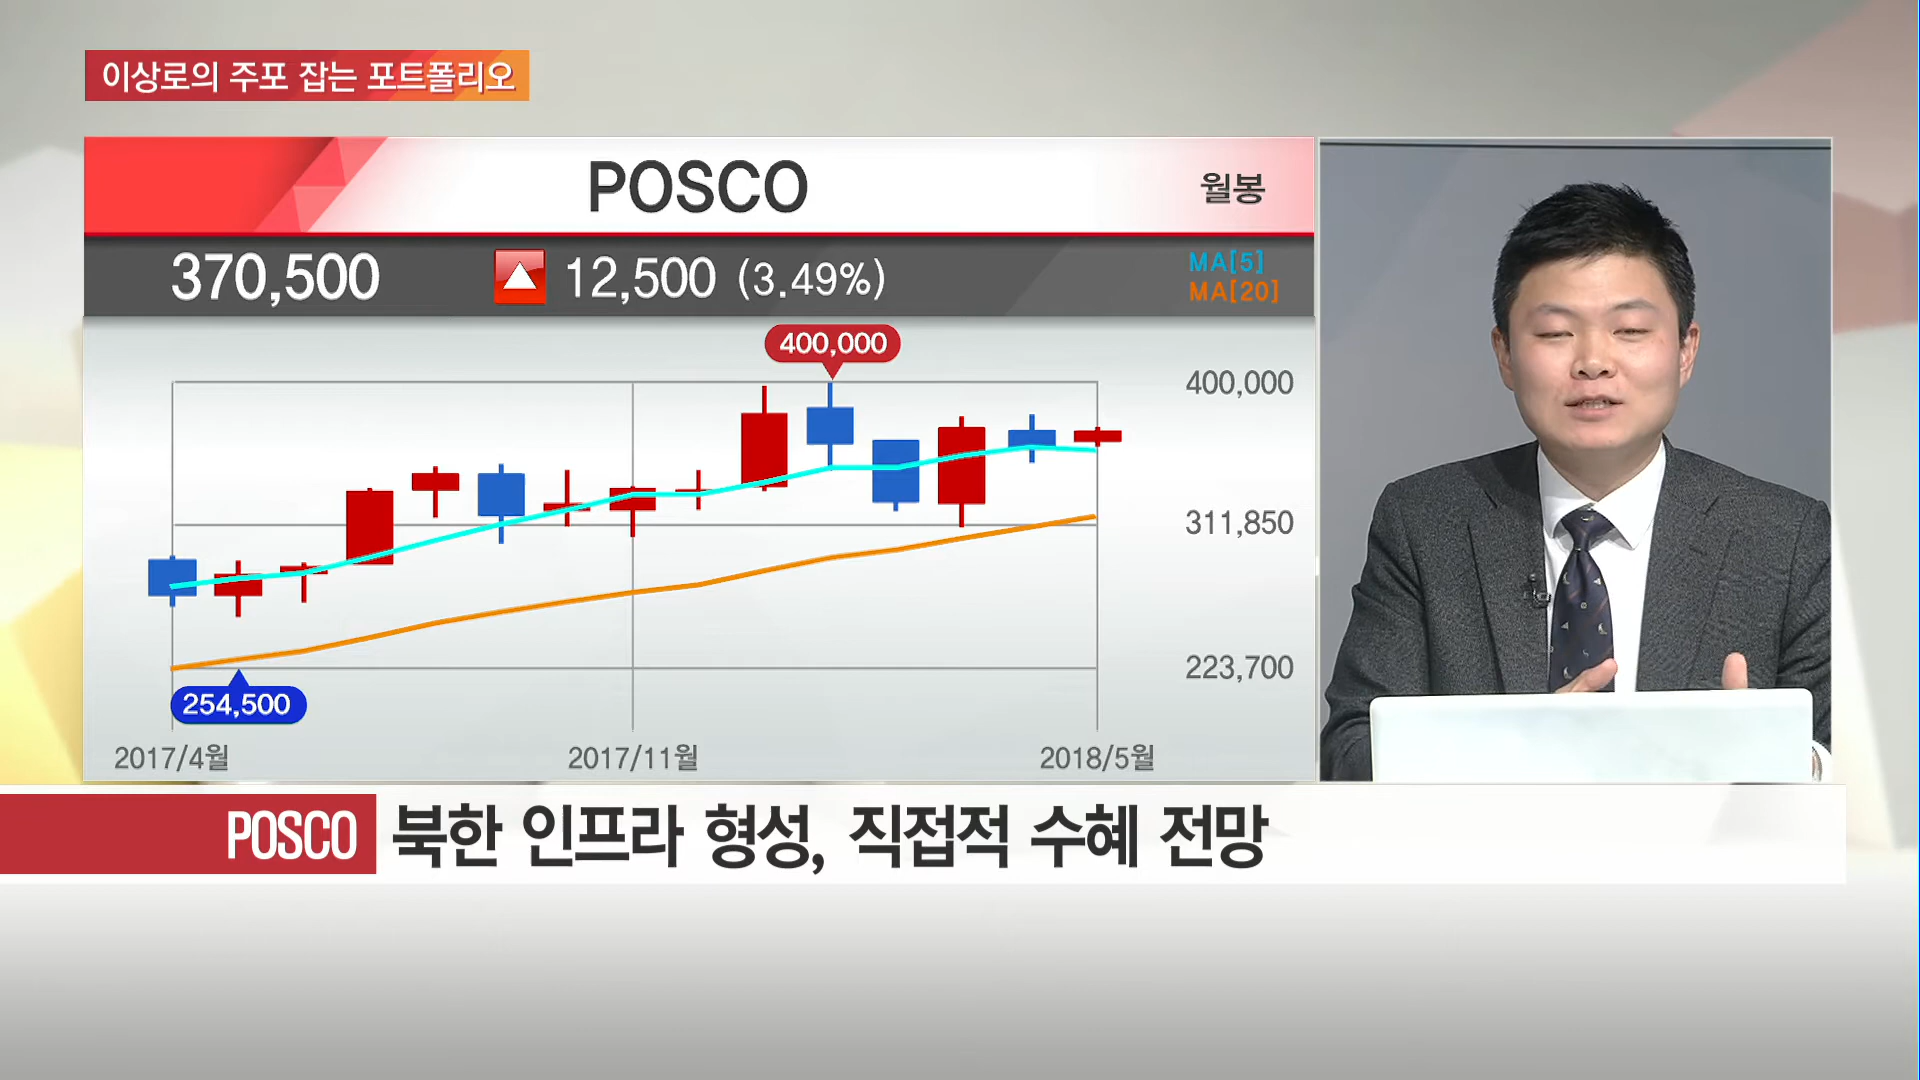 이상로의 주포 잡는 포트폴리오
POSCO
월봉
370,500 ▲ 12,500 (3.49%)
MA[5]
MA[20]
400,000
400,000
311,850
223,700
254,500
2017/4월
2017/11월
2018/5월
POSCO 북한 인프라 형성, 직접적 수혜 전망